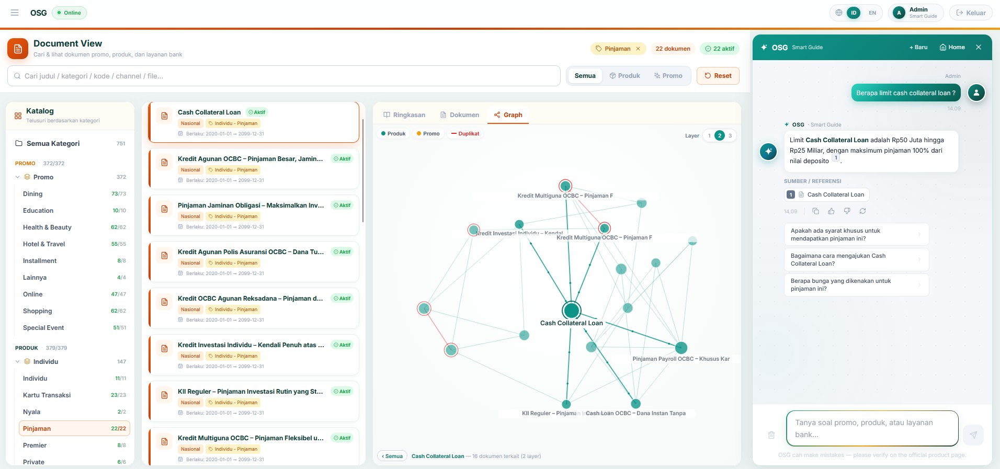 OSG
Online
ID
EN
A
Admin
Smart Guide
Keluar
Document View
Cari & lihat dokumen promo, produk, dan layanan bank
Pinjaman
22 dokumen
22 aktif
Cari judul / kategori / kode / channel / file...
Semua
Produk
Promo
Reset
Katalog
Telusuri berdasarkan kategori
Semua Kategori 751
PROMO · 372/372
Promo 372
Dining 73/73
Education 10/10
Health & Beauty 62/62
Hotel & Travel 55/55
Installment 8/8
Lainnya 4/4
Online 47/47
Shopping 62/62
Special Event 51/51
PRODUK · 379/379
Individu 147
Individu 11/11
Kartu Transaksi 23/23
Nyala 2/2
Pinjaman 22/22
Premier 8/8
Private 6/6
Cash Collateral Loan Aktif
Nasional Individu - Pinjaman
Berlaku: 2020-01-01 → 2099-12-31
Kredit Agunan OCBC – Pinjaman Besar, Jamin... Aktif
Nasional Individu - Pinjaman
Berlaku: 2020-01-01 → 2099-12-31
Pinjaman Jaminan Obligasi – Maksimalkan Inv... Aktif
Nasional Individu - Pinjaman
Berlaku: 2020-01-01 → 2099-12-31
Kredit Agunan Polis Asuransi OCBC – Dana Tu... Aktif
Nasional Individu - Pinjaman
Berlaku: 2020-01-01 → 2099-12-31
Kredit OCBC Agunan Reksadana – Pinjaman d... Aktif
Nasional Individu - Pinjaman
Berlaku: 2020-01-01 → 2099-12-31
Kredit Investasi Individu – Kendali Penuh atas ... Aktif
Nasional Individu - Pinjaman
Berlaku: 2020-01-01 → 2099-12-31
KII Reguler – Pinjaman Investasi Rutin yang St... Aktif
Nasional Individu - Pinjaman
Berlaku: 2020-01-01 → 2099-12-31
Kredit Multiguna OCBC – Pinjaman Fleksibel u... Aktif
Nasional Individu - Pinjaman
Berlaku: 2020-01-01 → 2099-12-31
Ringkasan
Dokumen
Graph
Produk
Promo
Duplikat
Layer 1 2 3
Kredit Multiguna OCBC – Pinjaman F
Kredit Investasi Individu – Kendal
Kredit Multiguna OCBC – Pinjaman F
Cash Collateral Loan
Pinjaman Payroll OCBC – Khusus Kar
KII Reguler – Pinjaman
Cash Loan OCBC – Dana Instan Tanpa
‹ Semua
Cash Collateral Loan — 16 dokumen terkait (2 layer)
OSG Smart Guide
+ Baru
Home
Admin
Berapa limit cash collateral loan ?
14.09
OSG · Smart Guide
Limit Cash Collateral Loan adalah Rp50 Juta hingga
Rp25 Miliar, dengan maksimum pinjaman 100% dari
nilai deposito 1 .
SUMBER / REFERENSI
1 Cash Collateral Loan
14.09
Apakah ada syarat khusus untuk
mendapatkan pinjaman ini?
Bagaimana cara mengajukan Cash
Collateral Loan?
Berapa bunga yang dikenakan untuk
pinjaman ini?
Tanya soal promo, produk, atau layanan
bank...
OSG can make mistakes — please verify on the official product page.